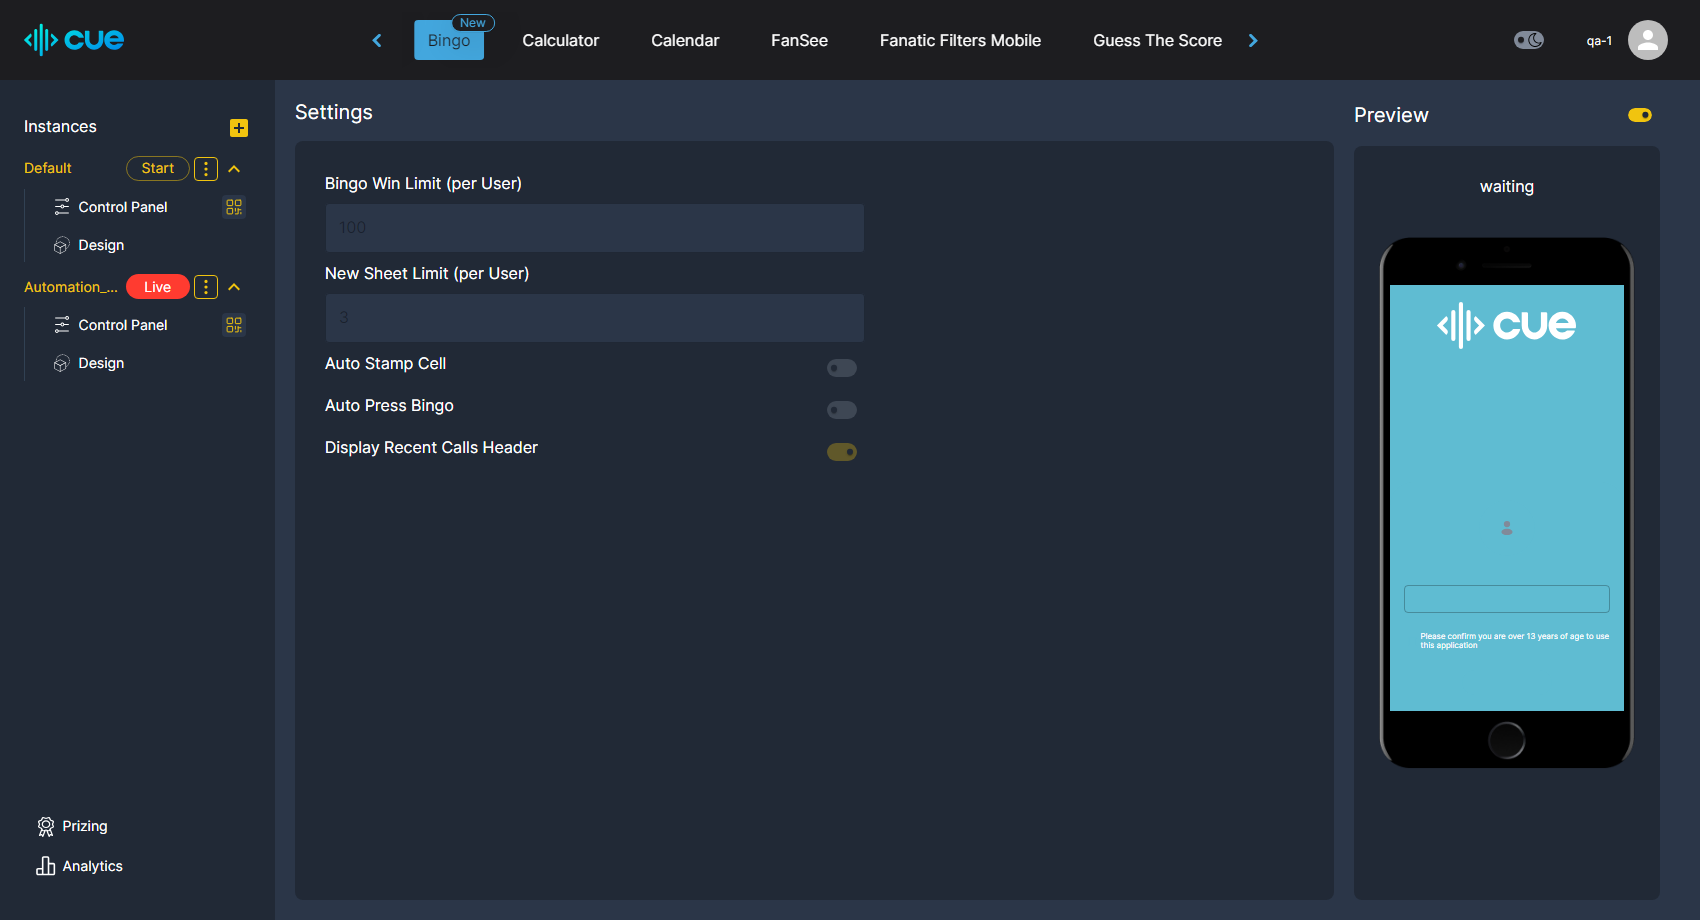 cue
New
Bingo
Calculator
Calendar
FanSee
Fanatic Filters Mobile
Guess The Score
qa-1
Instances
Default
Start
Control Panel
Design
Automation_...
Live
Control Panel
Design
Prizing
Analytics
Settings
Bingo Win Limit (per User)
100
New Sheet Limit (per User)
3
Auto Stamp Cell
Auto Press Bingo
Display Recent Calls Header
Preview
waiting
cue
Please confirm you are over 13 years of age to use
this application